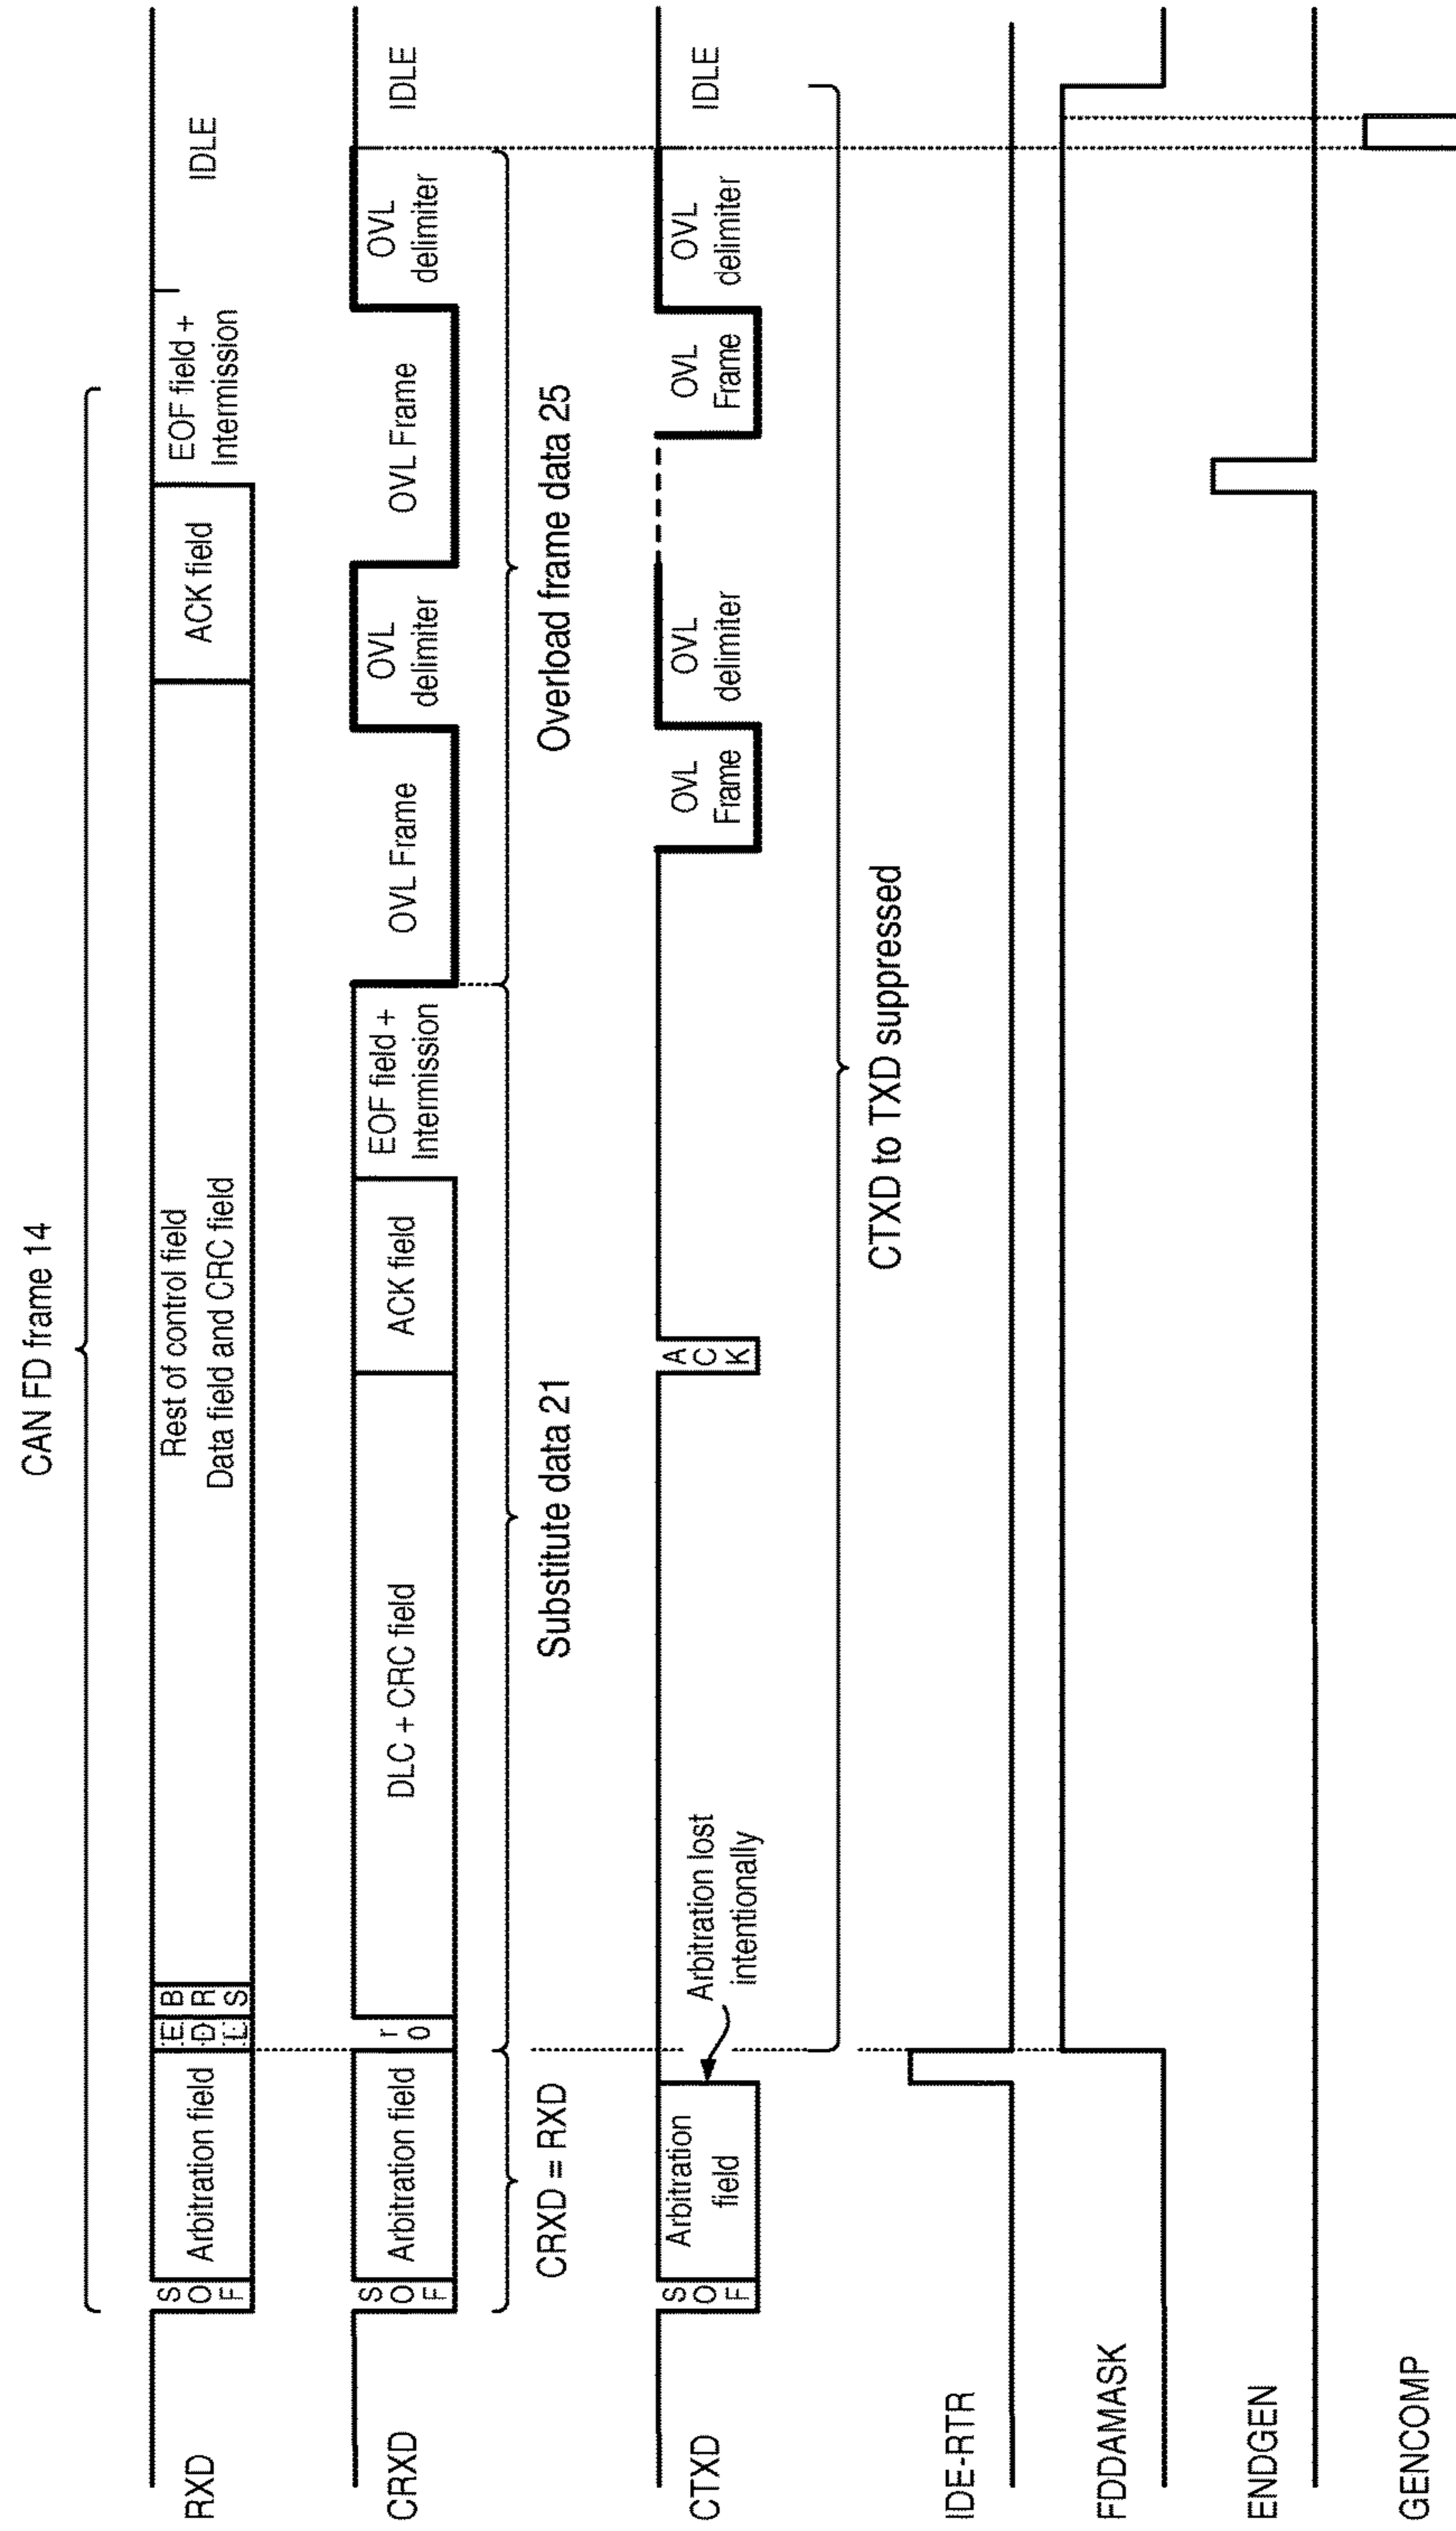 CAN FD frame 14
RXD
S
O
F
Arbitration field
E
D
L
B
R
S
Rest of control field
Data field and CRC field
ACK field
EOF field +
Intermission
IDLE
CRXD
S
O
F
Arbitration field
r
0
DLC + CRC field
ACK field
EOF field +
Intermission
OVL Frame
OVL
delimiter
OVL Frame
OVL
delimiter
IDLE
CRXD = RXD
Substitute data 21
Overload frame data 25
CTXD
S
O
F
Arbitration
field
Arbitration lost
intentionally
A
C
K
OVL
Frame
OVL
delimiter
OVL
Frame
OVL
delimiter
IDLE
CTXD to TXD suppressed
IDE-RTR
FDDAMASK
ENDGEN
GENCOMP